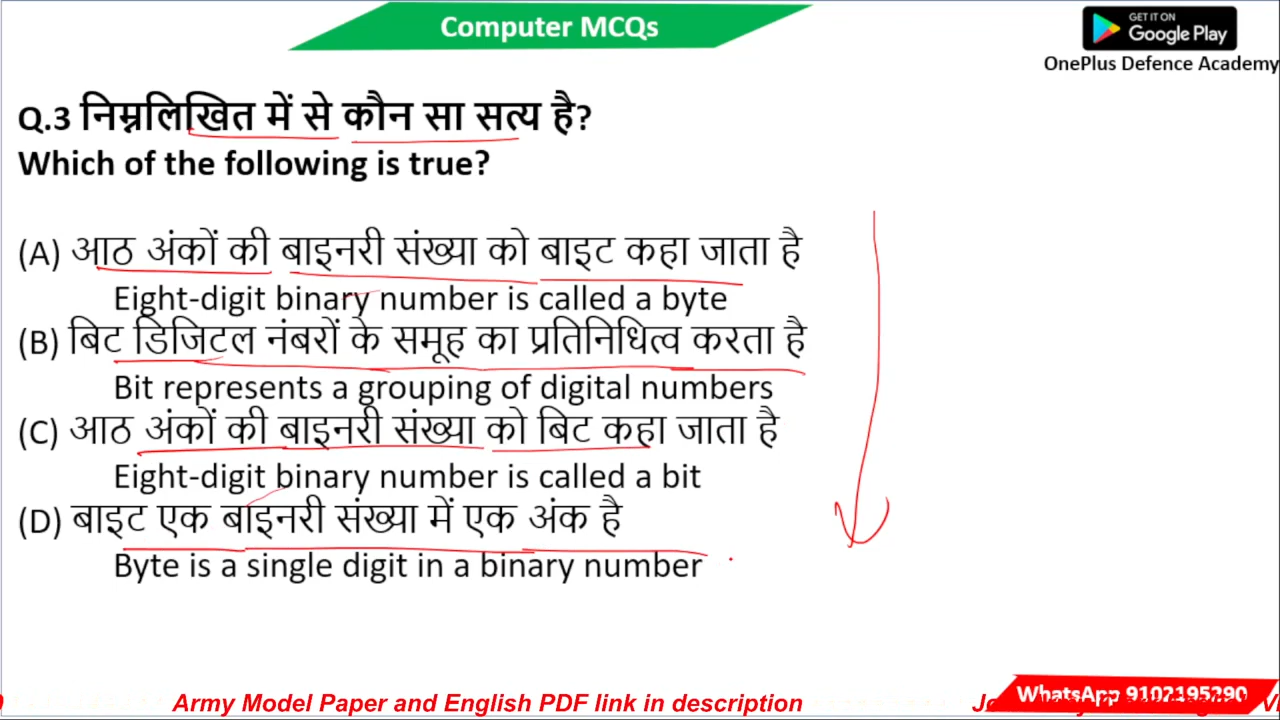 Computer MCQs
GET IT ON
Google Play
OnePlus Defence Academy
Q.3 निम्नलिखित में से कौन सा सत्य है?
Which of the following is true?
(A) आठ अंकों की बाइनरी संख्या को बाइट कहा जाता है
Eight-digit binary number is called a byte
(B) बिट डिजिटल नंबरों के समूह का प्रतिनिधित्व करता है
Bit represents a grouping of digital numbers
(C) आठ अंकों की बाइनरी संख्या को बिट कहा जाता है
Eight-digit binary number is called a bit
(D) बाइट एक बाइनरी संख्या में एक अंक है
Byte is a single digit in a binary number
WhatsApp 9102195290
Army Model Paper and English PDF link in description